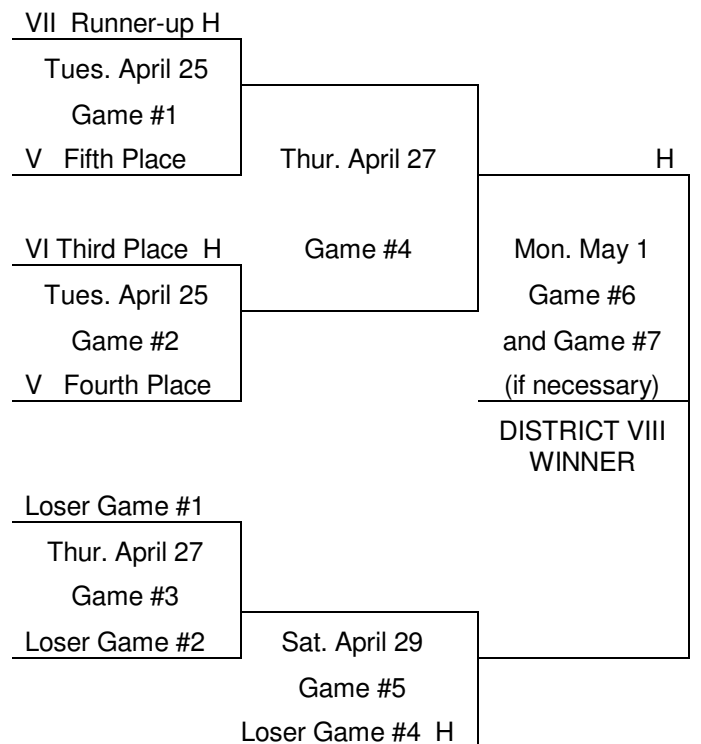 VII Runner-up H
Tues. April 25
Game #1
V Fifth Place
Thur. April 27
H
VI Third Place H
Game #4
Mon. May 1
Tues. April 25
Game #6
Game #2
and Game #7
V Fourth Place
(if necessary)
DISTRICT VIII
WINNER
Loser Game #1
Thur. April 27
Game #3
Loser Game #2
Sat. April 29
Game #5
Loser Game #4 H